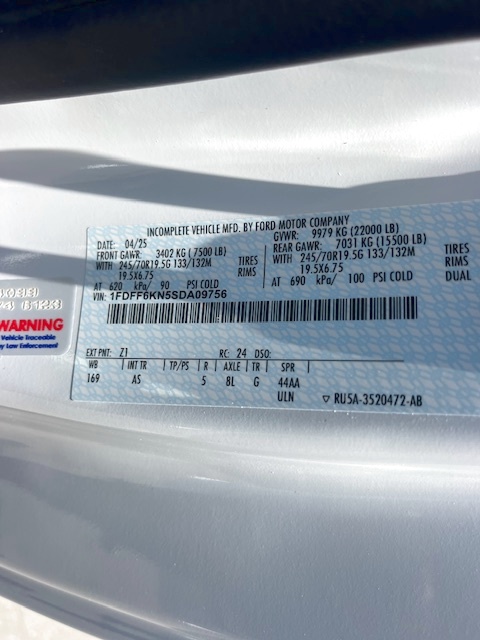 INCOMPLETE VEHICLE MFD. BY FORD MOTOR COMPANY
04/25 GVWR: 9979 KG (22000 LB)
FRONT GAWR: 3402 KG (7500 LB) REAR GAWR: 7031 KG (15500 LB)
WITH 245/70R19.5G 133/132M TIRES WITH 245/70R19.5G 133/132M TIRES
19.5X6.75 RIMS 19.5X6.75 RIMS
AT 620 kPa/ 90 PSI COLD AT 690 kPa/ 100 PSI COLD DUAL
VIN: 1FDFF6KN5SDA09756
WARNING
Vehicle Traceable
by Law Enforcement
EXT PNT: Z1 RC: 24 DSO:
WB INT TR TP/PS R AXLE TR SPR
169 AS 5 8L G 44AA
ULN ▽ RU5A-3520472-AB